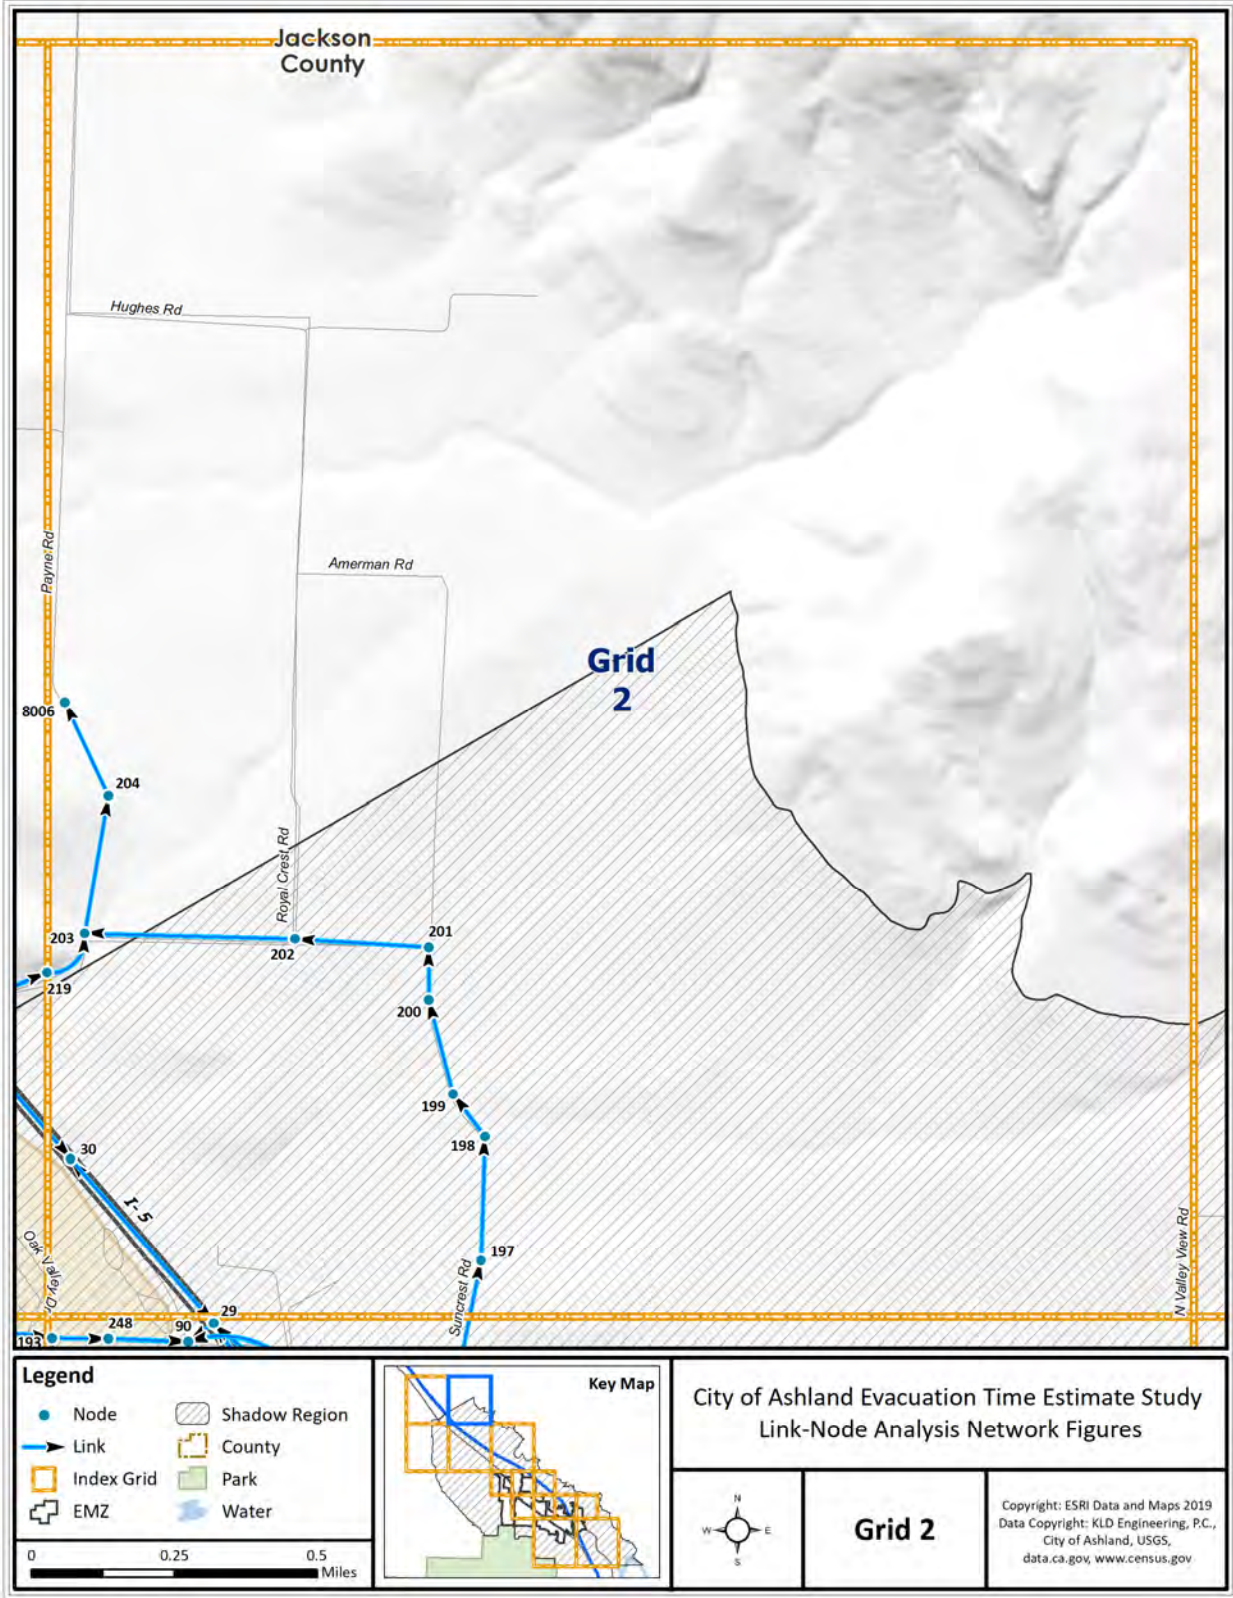 Jackson
County
Hughes Rd
Payne Rd
Amerman Rd
Grid
2
8006
204
Royal Crest Rd
203
202
201
219
200
199
198
30
I-5
Oak Valley Dr
197
Suncrest Rd
N Valley View Rd
29
248
90
193
Legend
Node
Link
Index Grid
EMZ
Shadow Region
County
Park
Water
0 0.25 0.5
Miles
Key Map
City of Ashland Evacuation Time Estimate Study
Link-Node Analysis Network Figures
N
W E
S
Grid 2
Copyright: ESRI Data and Maps 2019
Data Copyright: KLD Engineering, P.C.,
City of Ashland, USGS,
data.ca.gov, www.census.gov